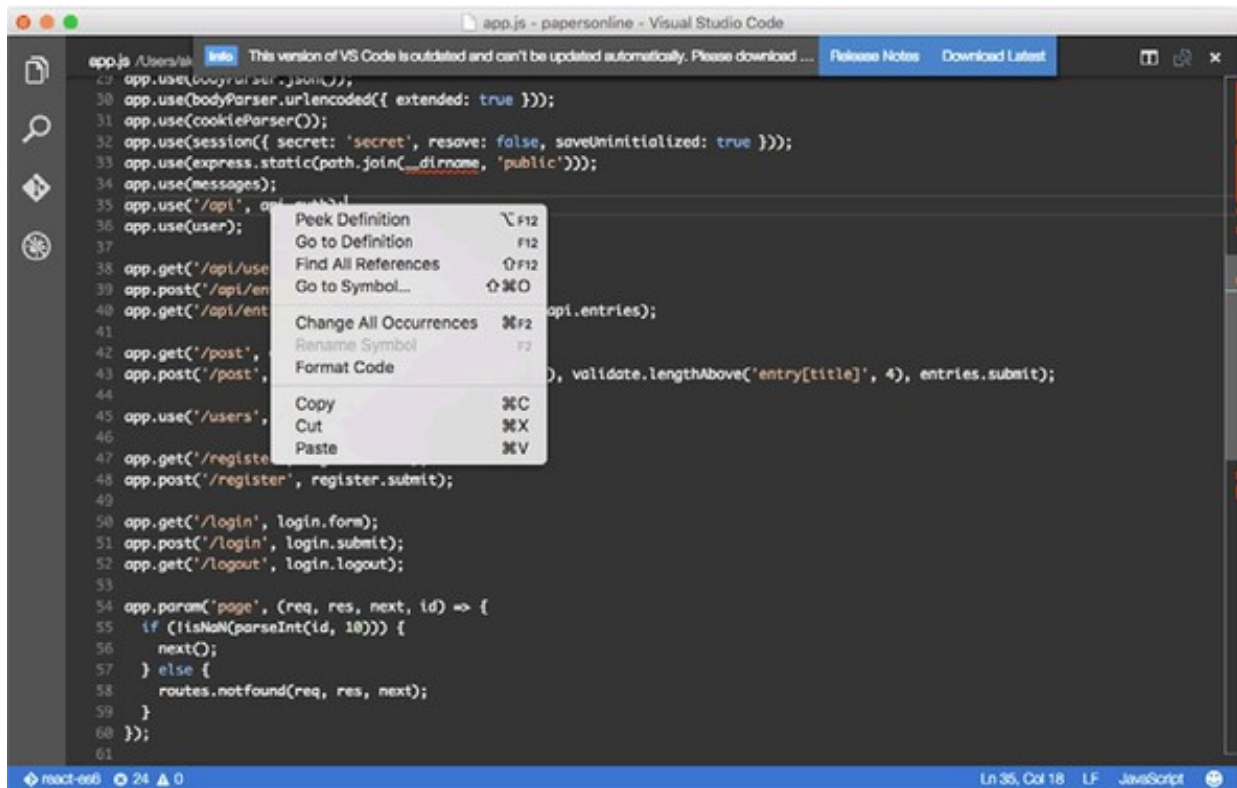 app.js - papersonline - Visual Studio Code
app.js /Users/al
Info This version of VS Code is outdated and can't be updated automatically. Please download .... Release Notes Download Latest
29 app.use(bodyParser.json());
30 app.use(bodyParser.urlencoded({ extended: true }));
31 app.use(cookieParser());
32 app.use(session({ secret: 'secret', resave: false, saveUninitialized: true }));
33 app.use(express.static(path.join(__dirname, 'public')));
34 app.use(messages);
35 app.use('/api', api.auth);
36 app.use(user);
37
38 app.get('/api/use
39 app.post('/api/en
40 app.get('/api/ent api.entries);
41
42 app.get('/post',
43 app.post('/post', ), validate.lengthAbove('entry[title]', 4), entries.submit);
44
45 app.use('/users',
46
47 app.get('/registe
48 app.post('/register', register.submit);
49
50 app.get('/login', login.form);
51 app.post('/login', login.submit);
52 app.get('/logout', login.logout);
53
54 app.param('page', (req, res, next, id) => {
55 if (!isNaN(parseInt(id, 10))) {
56 next();
57 } else {
58 routes.notfound(req, res, next);
59 }
60 });
61
Peek Definition ⌥F12
Go to Definition F12
Find All References ⇧F12
Go to Symbol... ⇧⌘O
Change All Occurrences ⌘F2
Rename Symbol F2
Format Code
Copy ⌘C
Cut ⌘X
Paste ⌘V
react-es6 24 0 Ln 35, Col 18 LF JavaScript